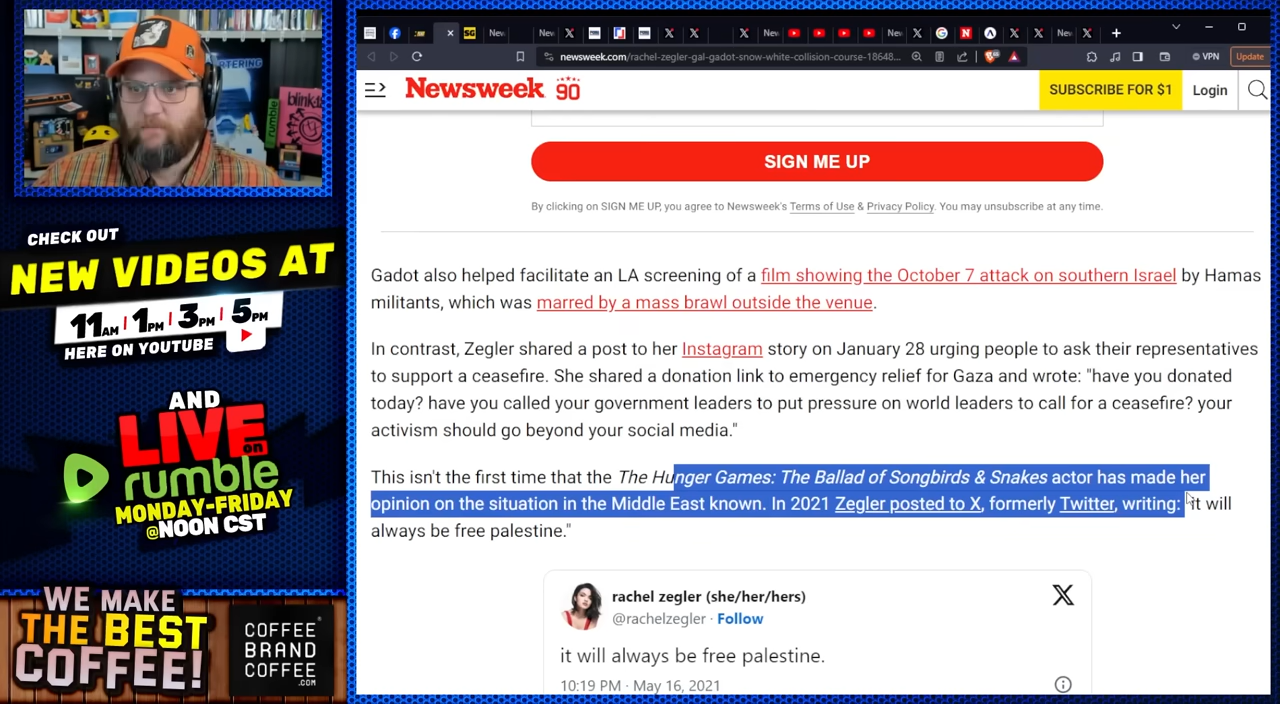 CHECK OUT
NEW VIDEOS AT
11AM | 1PM | 3PM | 5PM
HERE ON YOUTUBE
AND
LIVE on
rumble
MONDAY-FRIDAY
@NOON CST
WE MAKE
THE BEST
COFFEE!
COFFEE
BRAND
COFFEE
.COM
rumble
blink
newsweek.com/rachel-zegler-gal-gadot-snow-white-collision-course-18648...
VPN
Update
Newsweek 90
SUBSCRIBE FOR $1
Login
SIGN ME UP
By clicking on SIGN ME UP, you agree to Newsweek's Terms of Use & Privacy Policy. You may unsubscribe at any time.
Gadot also helped facilitate an LA screening of a film showing the October 7 attack on southern Israel by Hamas
militants, which was marred by a mass brawl outside the venue.
In contrast, Zegler shared a post to her Instagram story on January 28 urging people to ask their representatives
to support a ceasefire. She shared a donation link to emergency relief for Gaza and wrote: "have you donated
today? have you called your government leaders to put pressure on world leaders to call for a ceasefire? your
activism should go beyond your social media."
This isn't the first time that the The Hunger Games: The Ballad of Songbirds & Snakes actor has made her
opinion on the situation in the Middle East known. In 2021 Zegler posted to X, formerly Twitter, writing: "it will
always be free palestine."
rachel zegler (she/her/hers)
@rachelzegler · Follow
it will always be free palestine.
10:19 PM · May 16, 2021